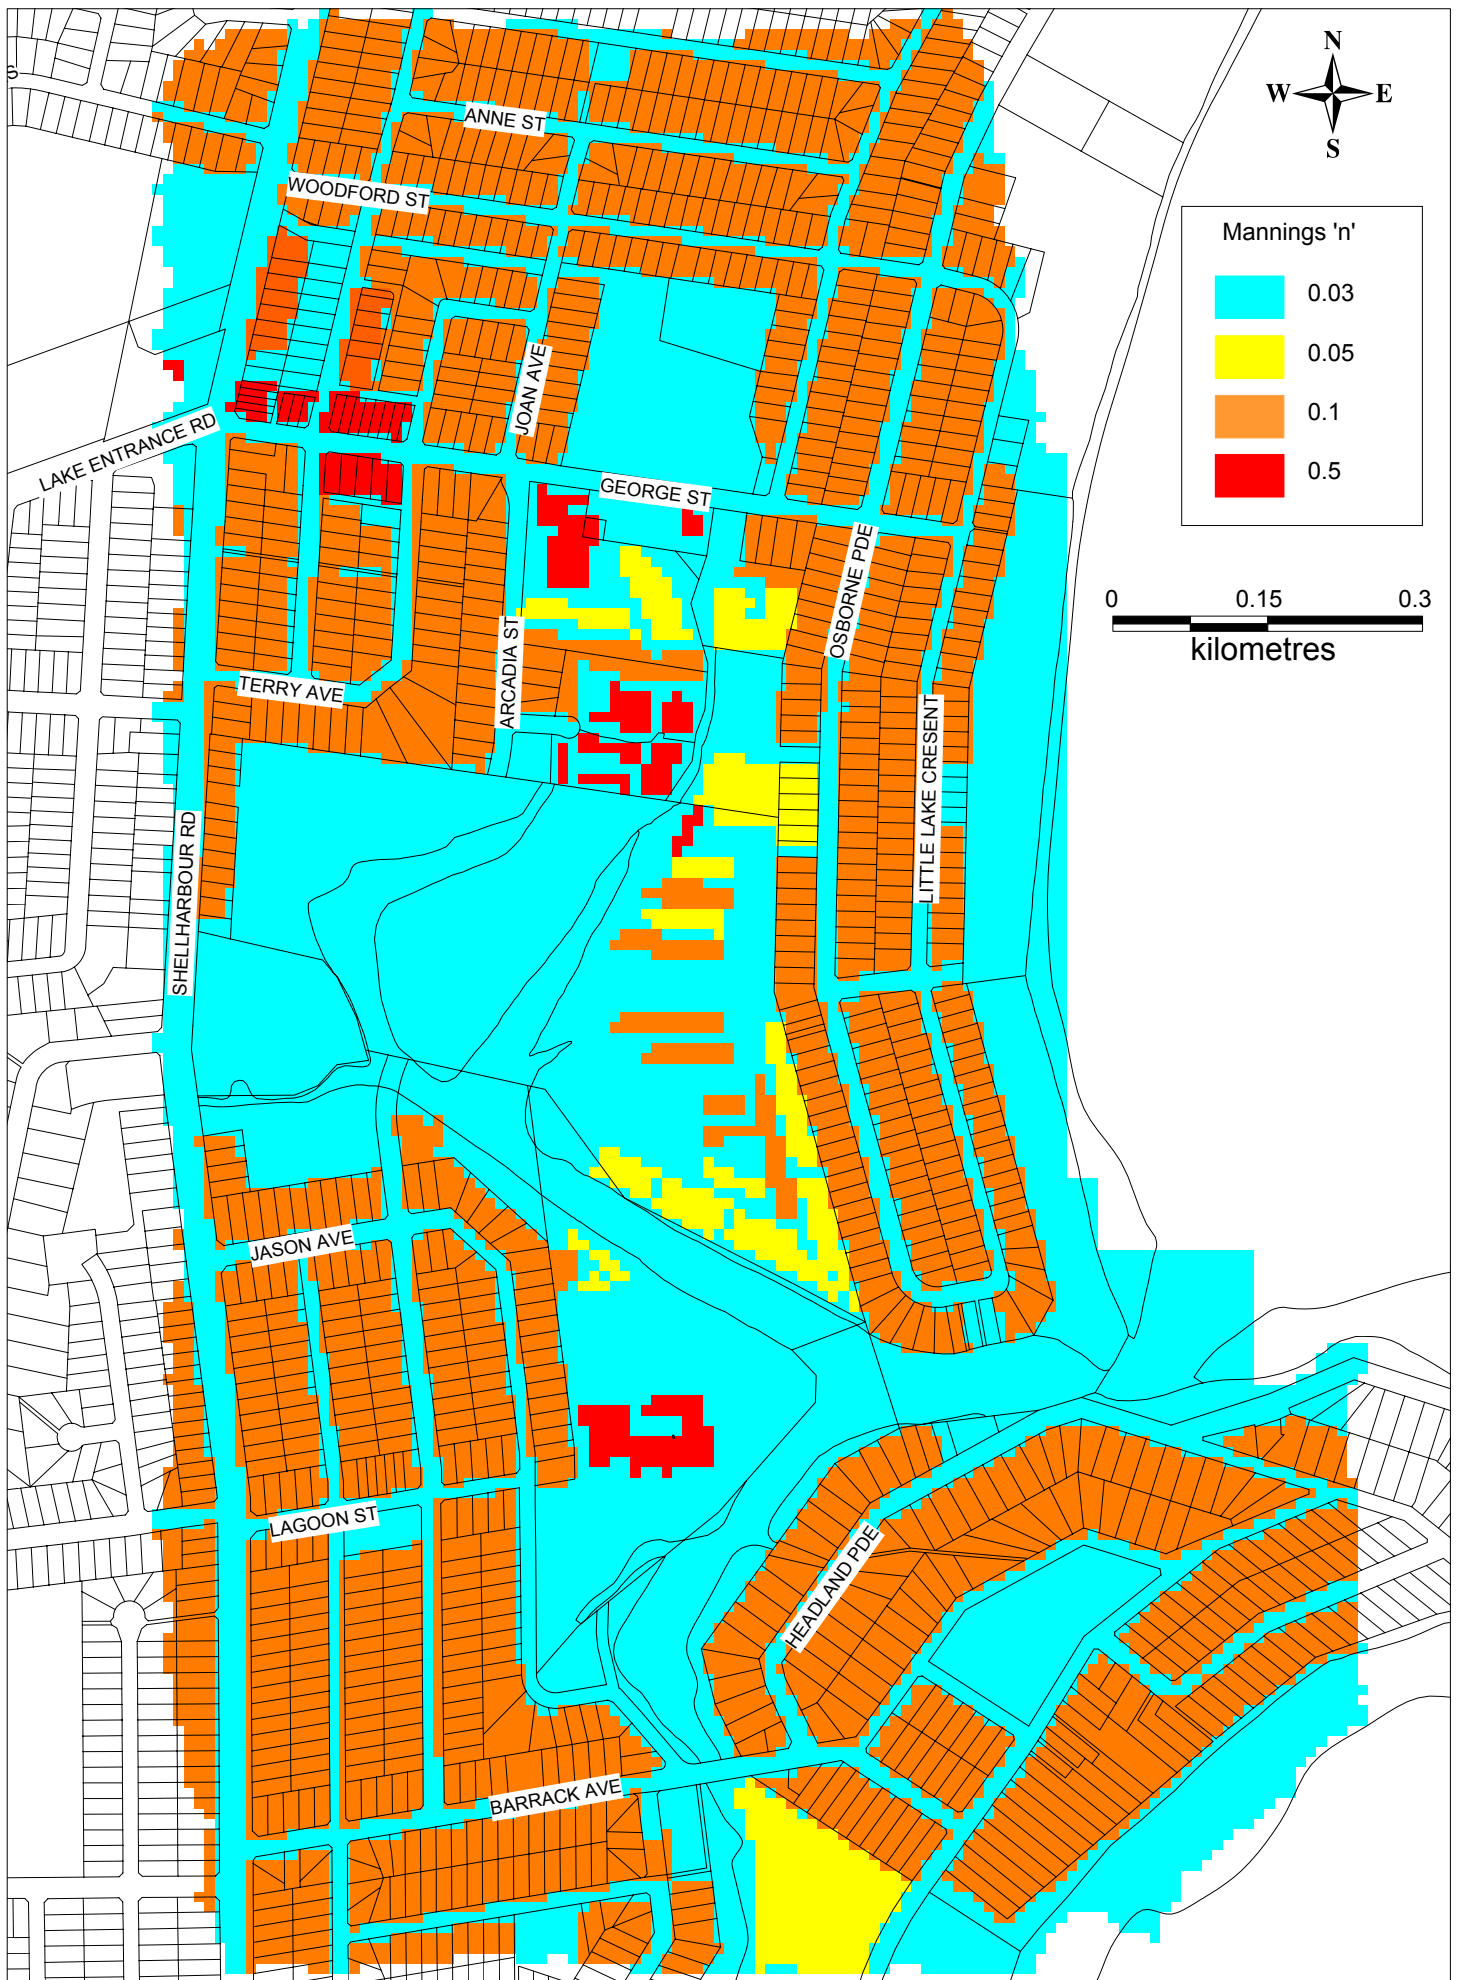 N
W E
S
S
ANNE ST
WOODFORD ST
Mannings 'n'
0.03
0.05
0.1
0.5
JOAN AVE
LAKE ENTRANCE RD
GEORGE ST
OSBORNE PDE
0 0.15 0.3
kilometres
ARCADIA ST
TERRY AVE
LITTLE LAKE CRESENT
SHELLHARBOUR RD
JASON AVE
LAGOON ST
HEADLAND PDE
BARRACK AVE